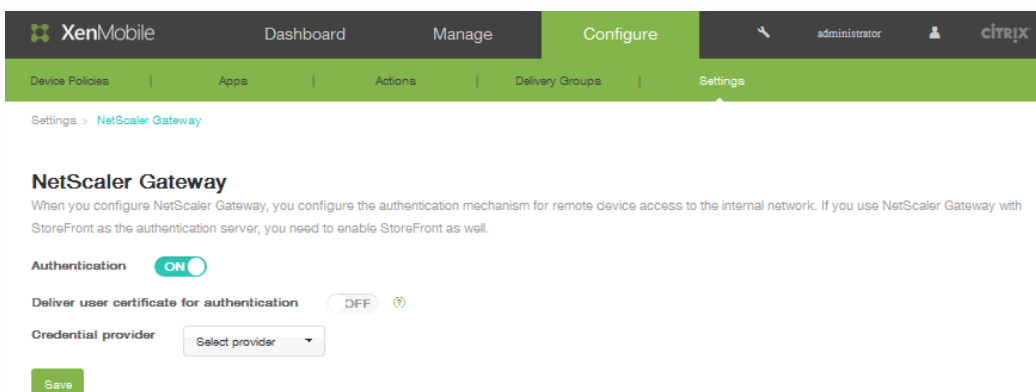 XenMobile Dashboard Manage Configure administrator CİTRIX
Device Policies | Apps | Actions | Delivery Groups | Settings
Settings > NetScaler Gateway
NetScaler Gateway
When you configure NetScaler Gateway, you configure the authentication mechanism for remote device access to the internal network. If you use NetScaler Gateway with
StoreFront as the authentication server, you need to enable StoreFront as well.
Authentication ON
Deliver user certificate for authentication OFF ?
Credential provider Select provider
Save